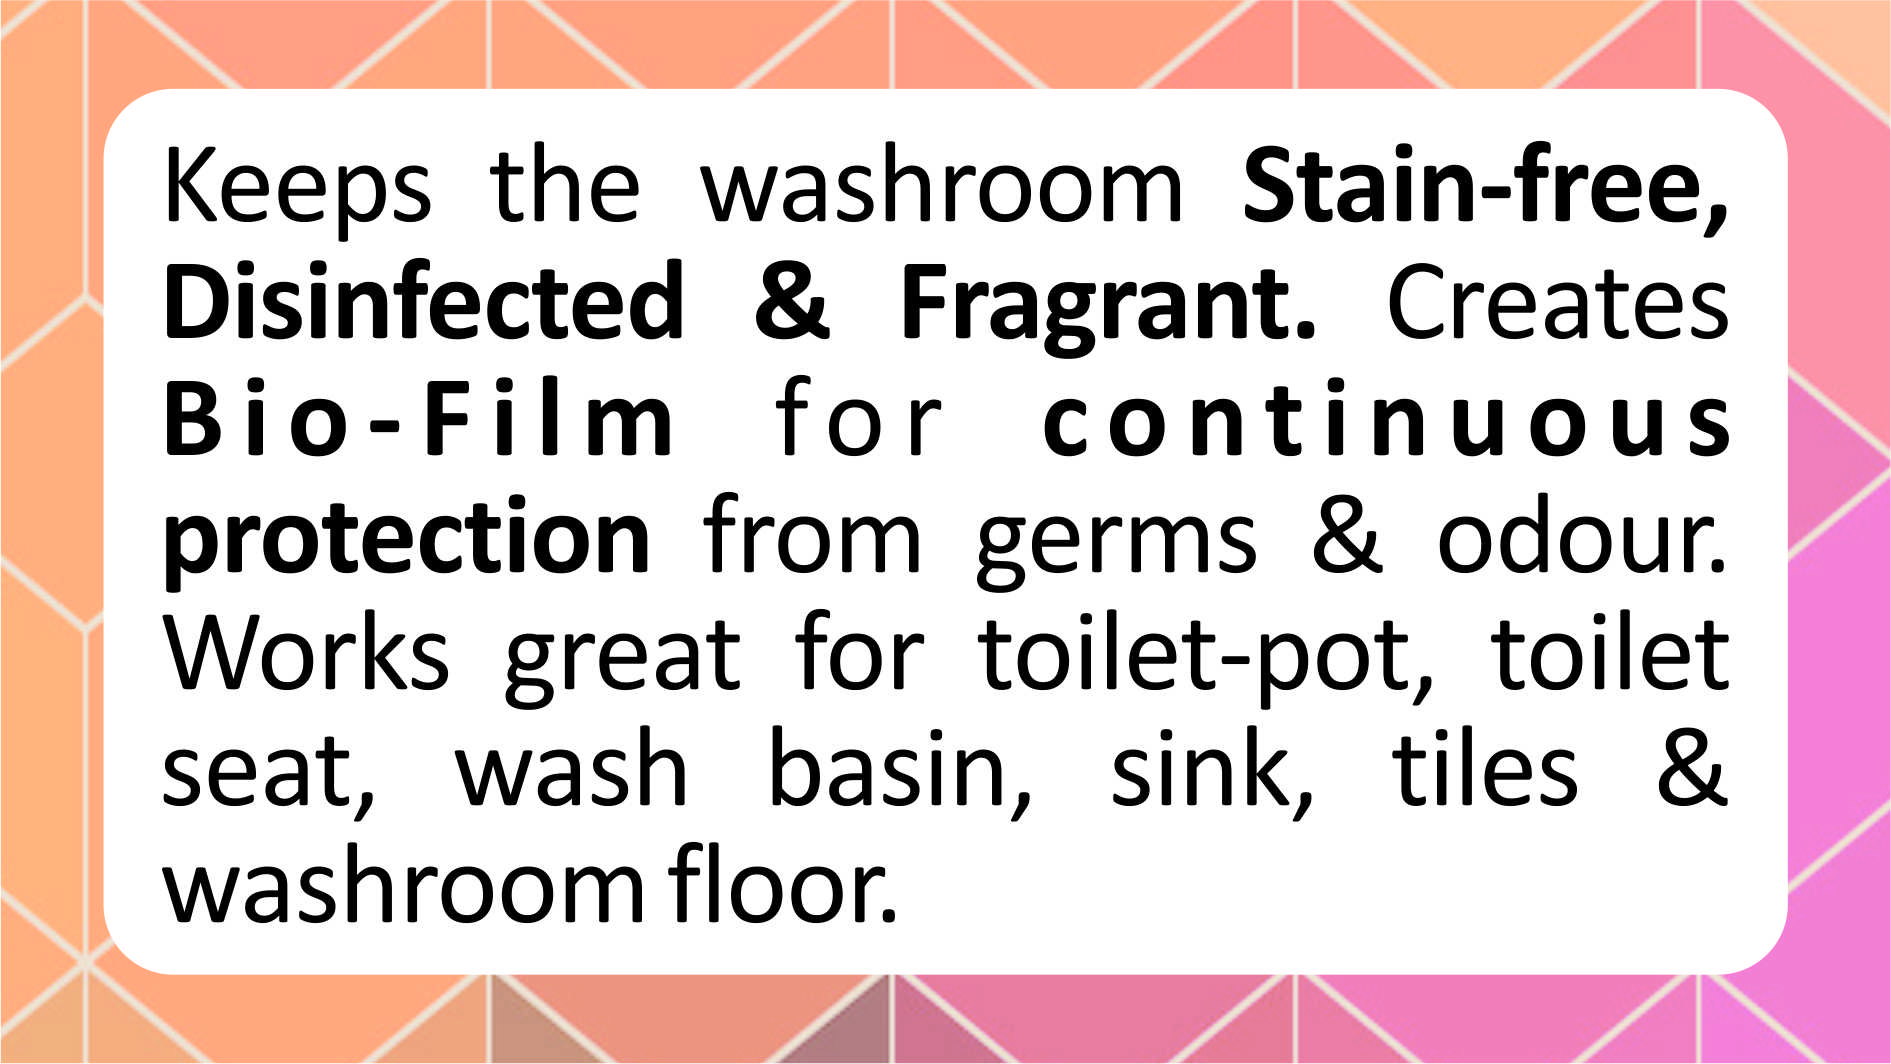 Keeps the washroom Stain-free,
Disinfected & Fragrant. Creates
Bio-Film for continuous
protection from germs & odour.
Works great for toilet-pot, toilet
seat, wash basin, sink, tiles &
washroom floor.